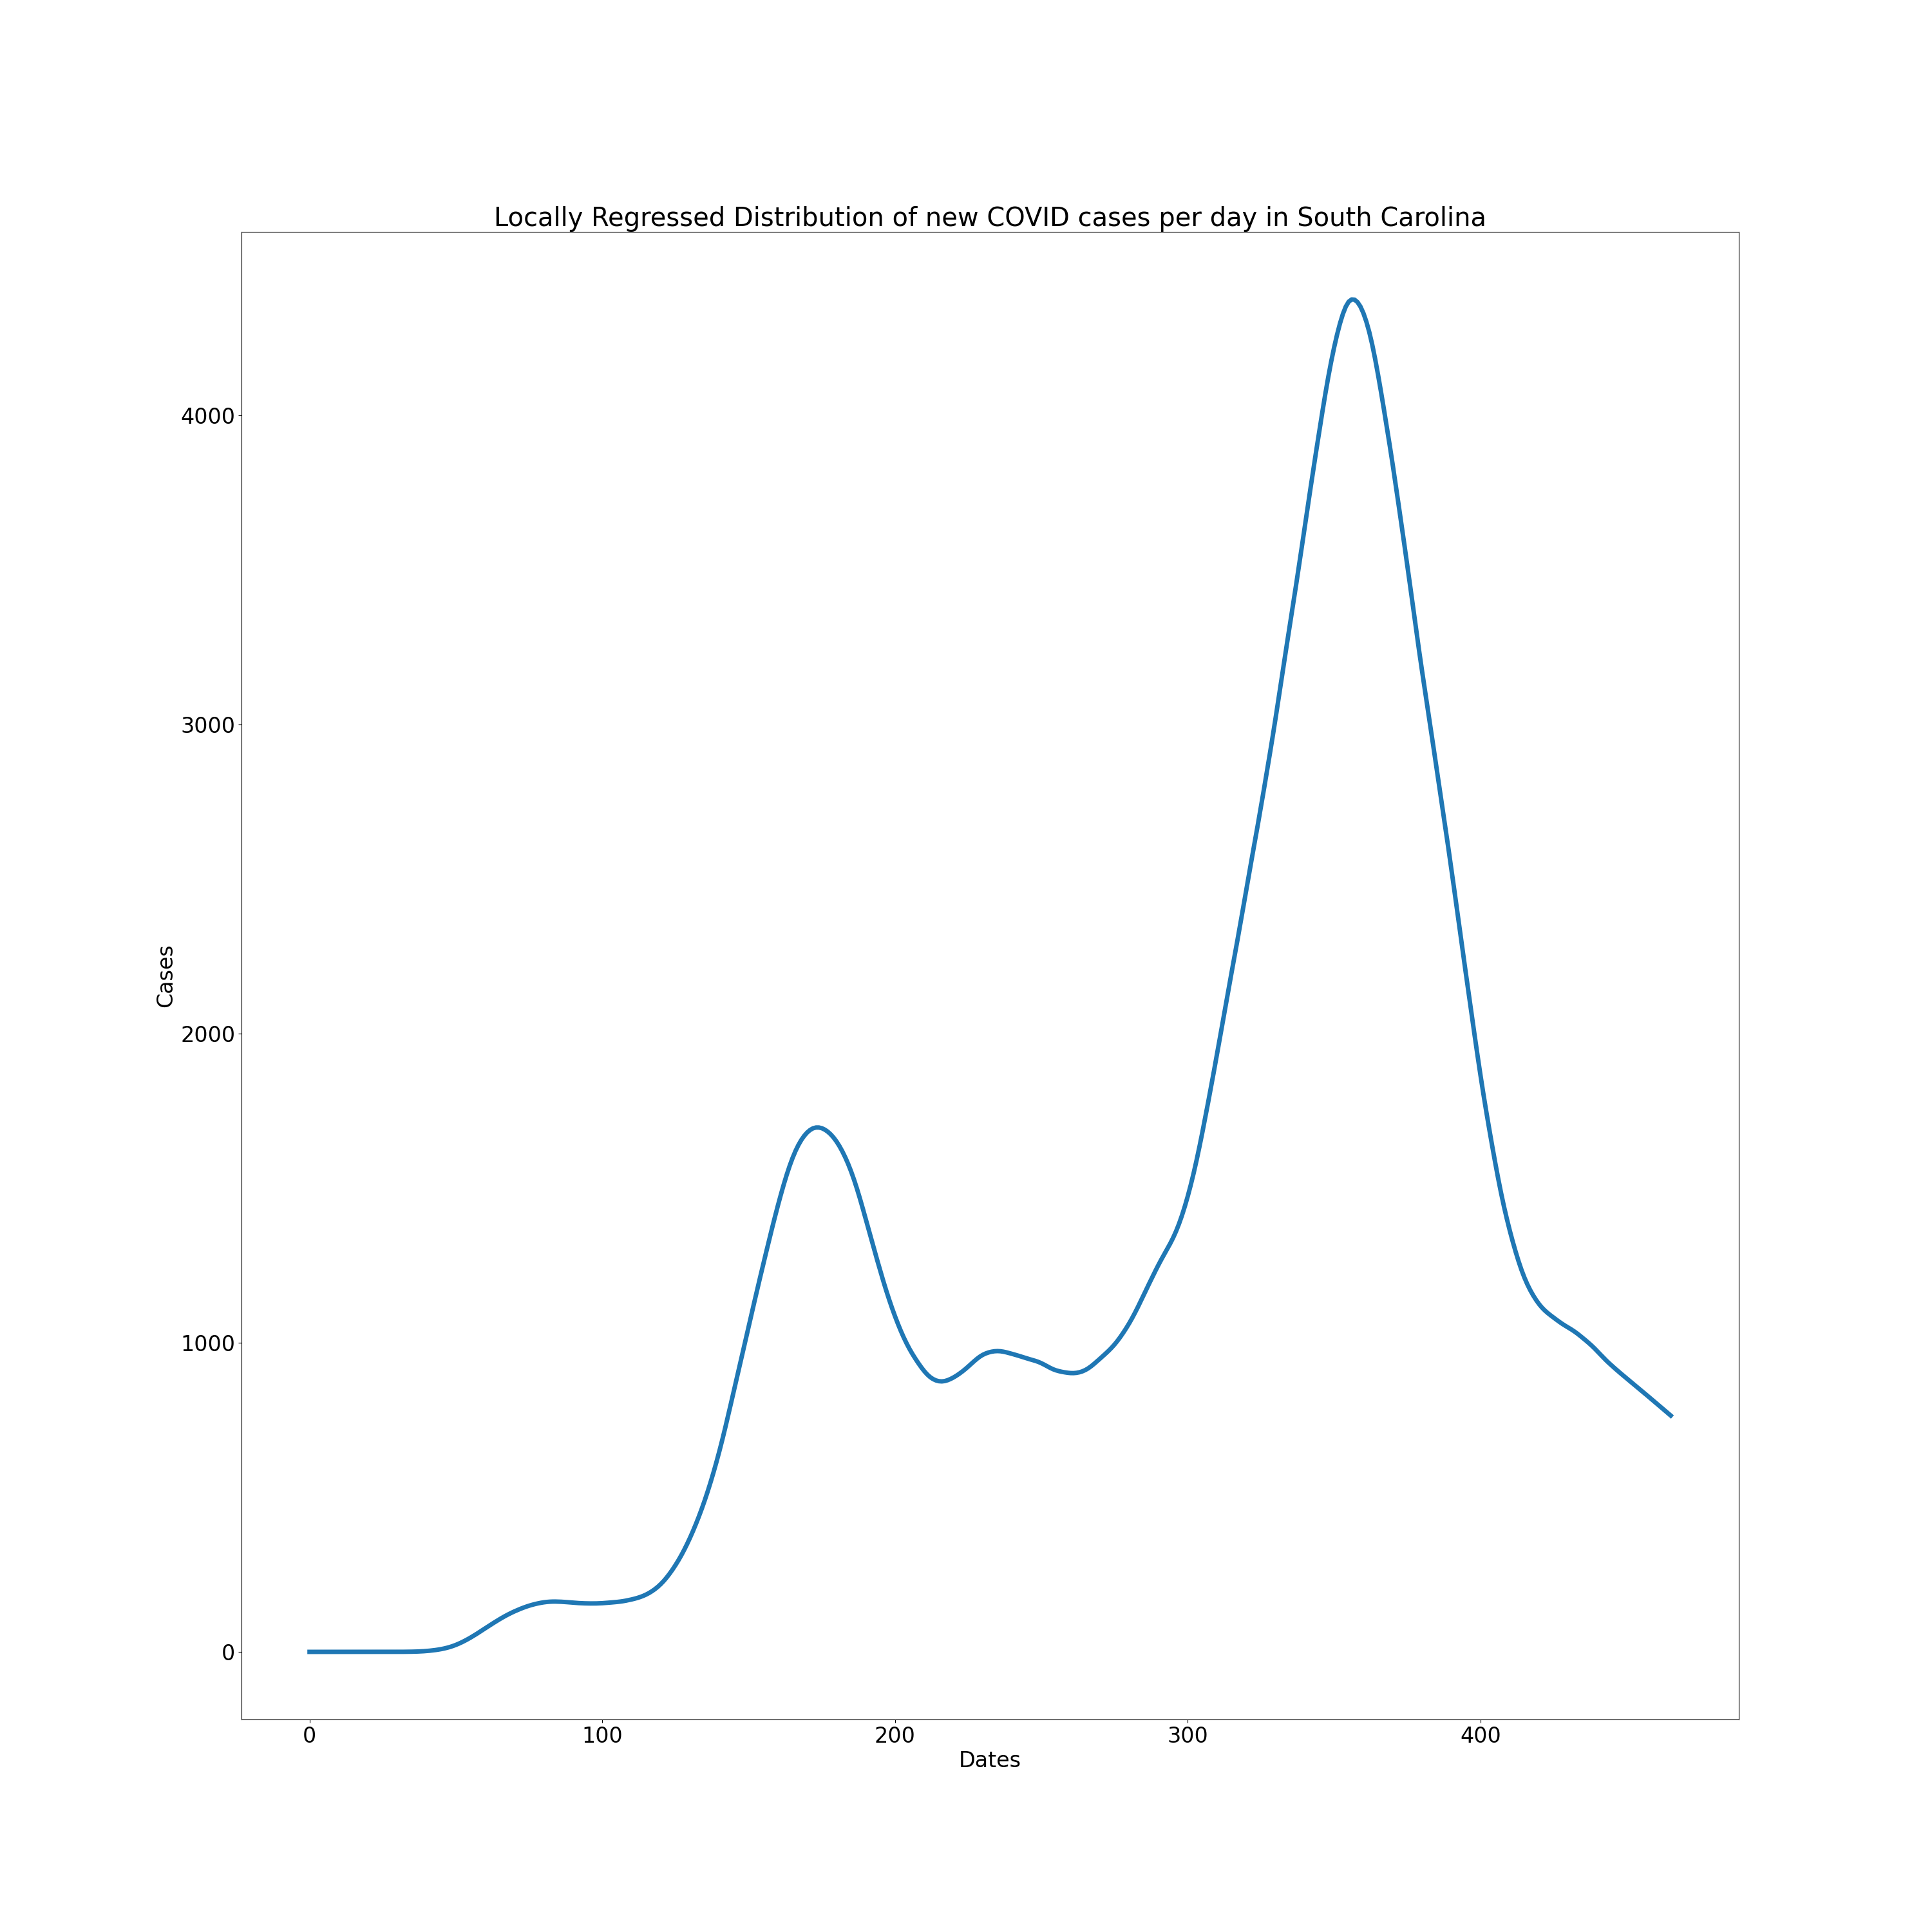 Locally Regressed Distribution of new COVID cases per day in South Carolina
4000
3000
2000
1000
0
Cases
0 100 200 300 400
Dates